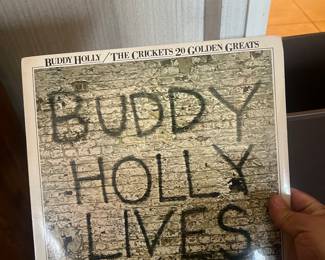 BUDDY HOLLY/THE CRICKETS 20 GOLDEN GREATS
BUDDY
HOLLY
LIVES